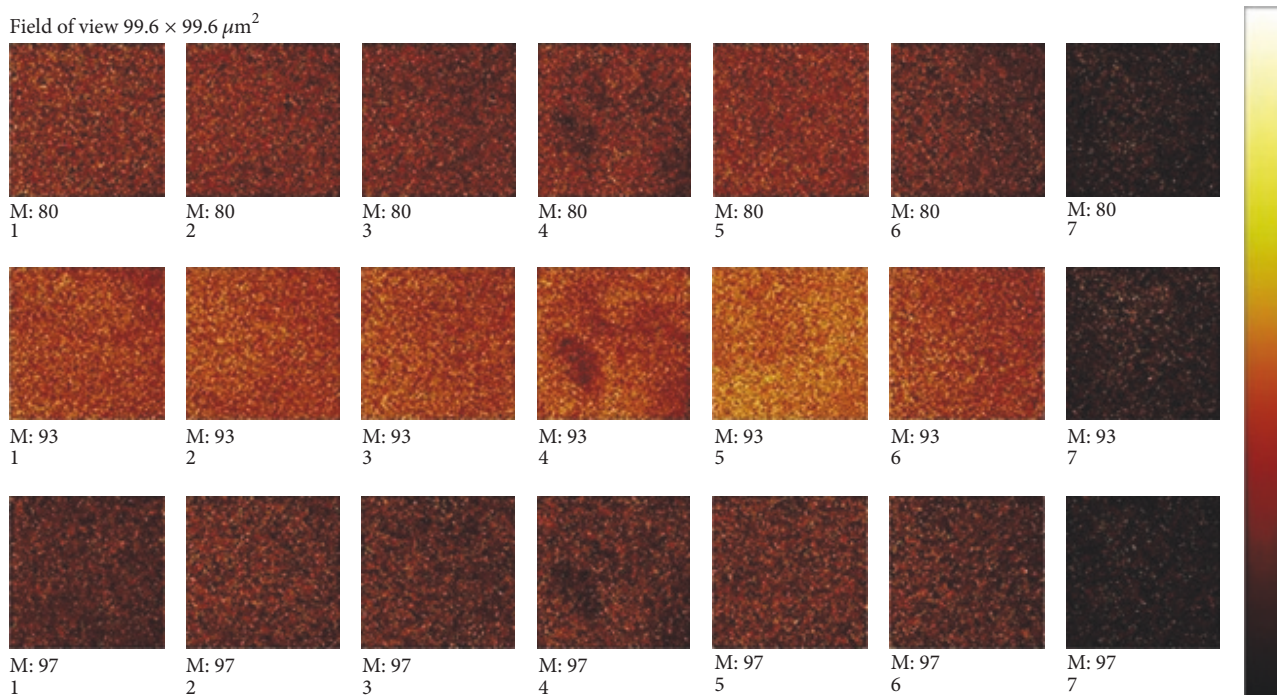 Field of view 99.6 × 99.6 μm²
M: 80 M: 80 M: 80 M: 80 M: 80 M: 80 M: 80
1 2 3 4 5 6 7
M: 93 M: 93 M: 93 M: 93 M: 93 M: 93 M: 93
1 2 3 4 5 6 7
M: 97 M: 97 M: 97 M: 97 M: 97 M: 97 M: 97
1 2 3 4 5 6 7